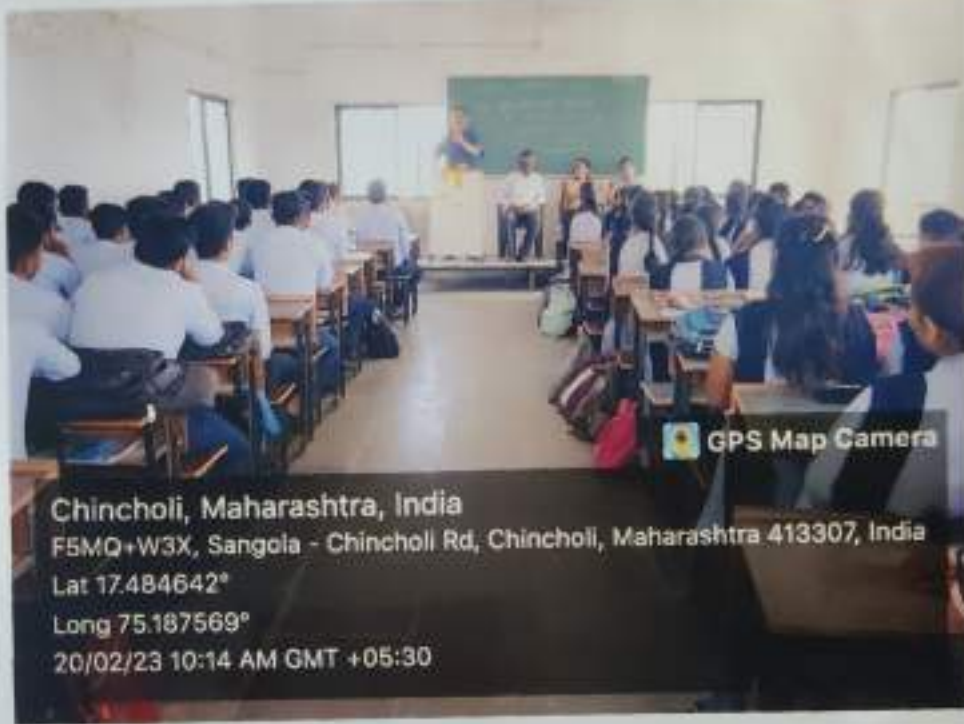 GPS Map Camera
Chincholi, Maharashtra, India
F5MQ+W3X, Sangola - Chincholi Rd, Chincholi, Maharashtra 413307, India
Lat 17.484642°
Long 75.187569°
20/02/23 10:14 AM GMT +05:30